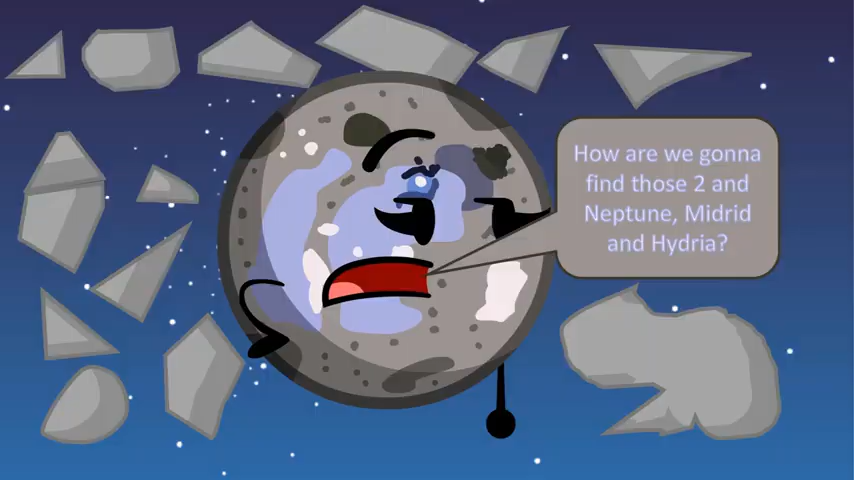 How are we gonna
find those 2 and
Neptune, Midrid
and Hydria?